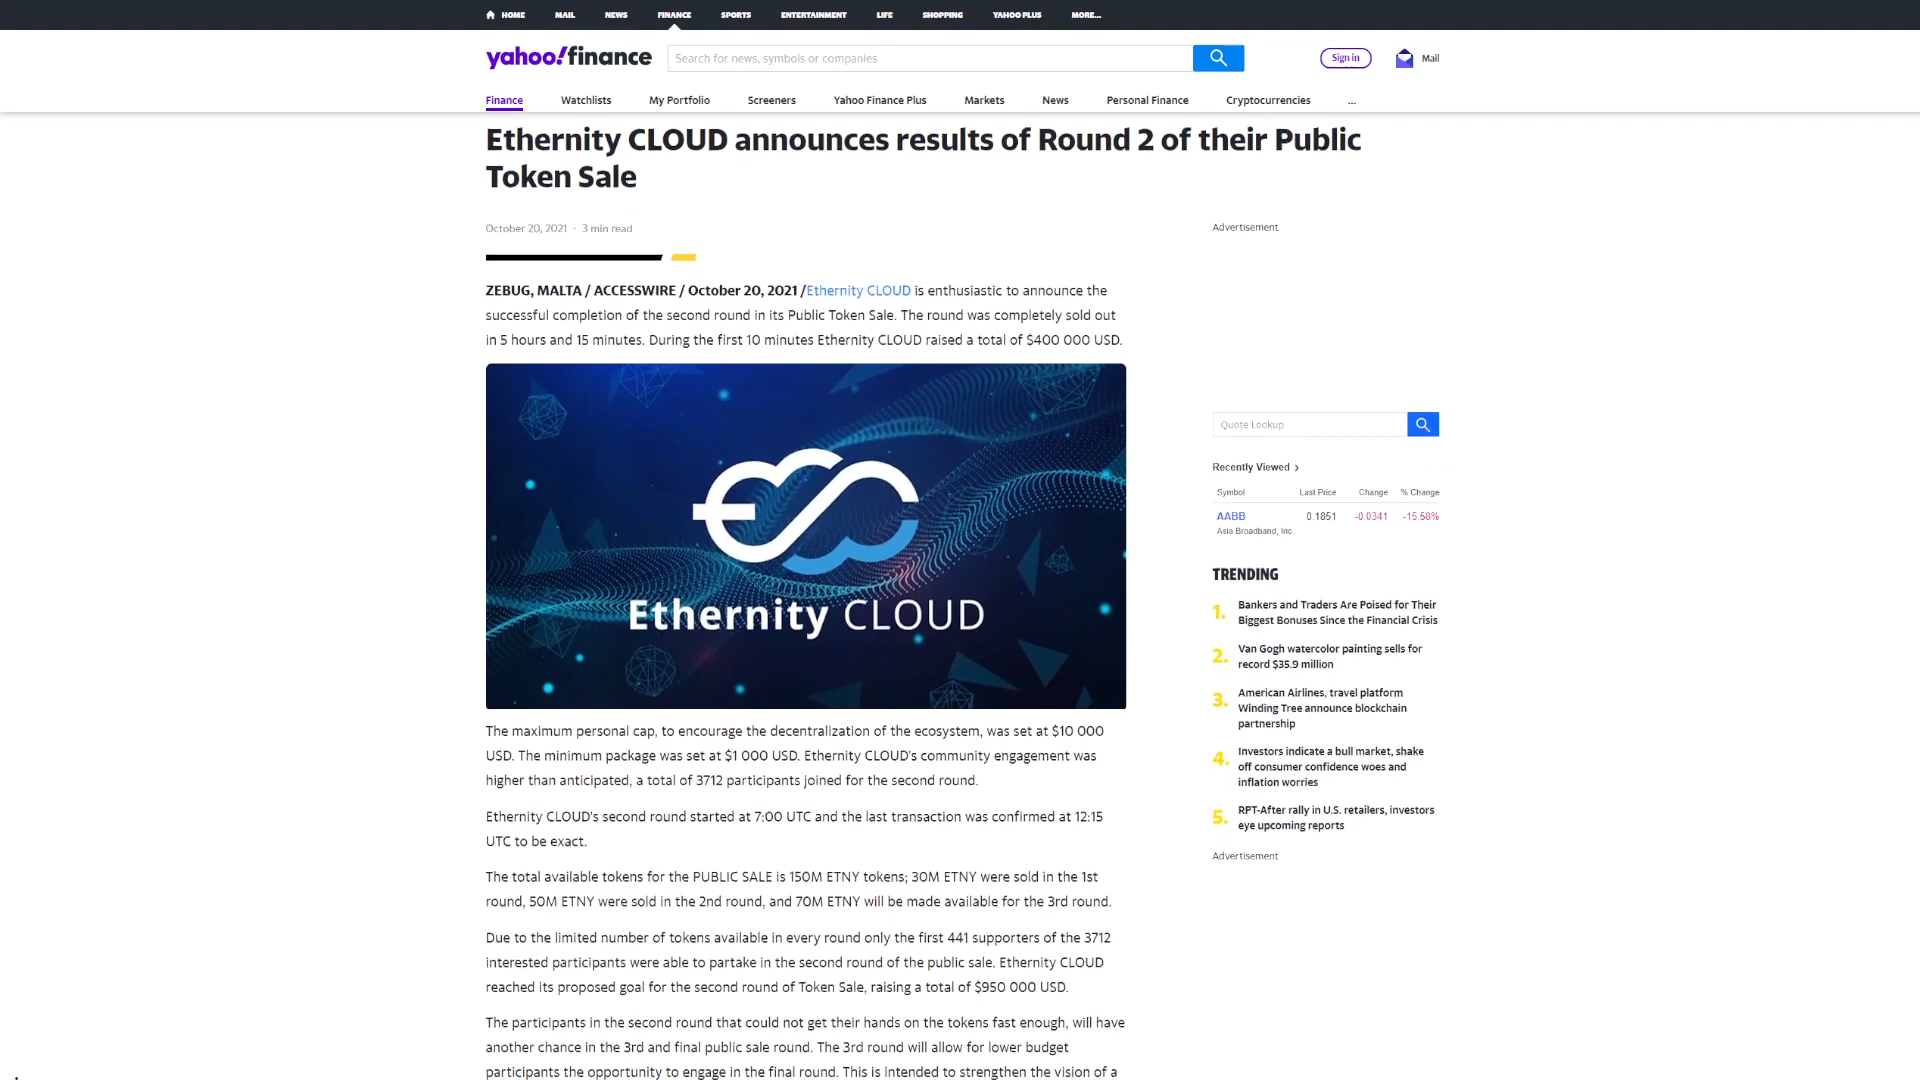 HOME MAIL NEWS FINANCE SPORTS ENTERTAINMENT LIFE SHOPPING YAHOO PLUS MORE...
yahoo!finance
Search for news, symbols or companies
Sign in
Mail
Finance Watchlists My Portfolio Screeners Yahoo Finance Plus Markets News Personal Finance Cryptocurrencies ...
Ethernity CLOUD announces results of Round 2 of their Public
Token Sale
October 20, 2021 · 3 min read
ZEBUG, MALTA / ACCESSWIRE / October 20, 2021 /Ethernity CLOUD is enthusiastic to announce the
successful completion of the second round in its Public Token Sale. The round was completely sold out
in 5 hours and 15 minutes. During the first 10 minutes Ethernity CLOUD raised a total of $400 000 USD.
Ethernity CLOUD
The maximum personal cap, to encourage the decentralization of the ecosystem, was set at $10 000
USD. The minimum package was set at $1 000 USD. Ethernity CLOUD's community engagement was
higher than anticipated, a total of 3712 participants joined for the second round.
Ethernity CLOUD's second round started at 7:00 UTC and the last transaction was confirmed at 12:15
UTC to be exact.
The total available tokens for the PUBLIC SALE is 150M ETNY tokens; 30M ETNY were sold in the 1st
round, 50M ETNY were sold in the 2nd round, and 70M ETNY will be made available for the 3rd round.
Due to the limited number of tokens available in every round only the first 441 supporters of the 3712
interested participants were able to partake in the second round of the public sale. Ethernity CLOUD
reached its proposed goal for the second round of Token Sale, raising a total of $950 000 USD.
The participants in the second round that could not get their hands on the tokens fast enough, will have
another chance in the 3rd and final public sale round. The 3rd round will allow for lower budget
participants the opportunity to engage in the final round. This is intended to strengthen the vision of a
Advertisement
Quote Lookup
Recently Viewed >
Symbol Last Price Change % Change
AABB 0.1851 -0.0341 -15.58%
Asia Broadband, Inc.
TRENDING
1. Bankers and Traders Are Poised for Their
Biggest Bonuses Since the Financial Crisis
2. Van Gogh watercolor painting sells for
record $35.9 million
3. American Airlines, travel platform
Winding Tree announce blockchain
partnership
4. Investors indicate a bull market, shake
off consumer confidence woes and
inflation worries
5. RPT-After rally in U.S. retailers, investors
eye upcoming reports
Advertisement